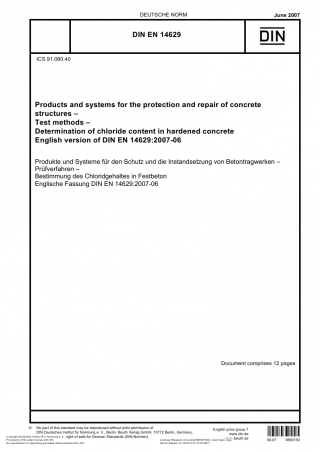 DEUTSCHE NORM
June 2007
DIN EN 14629
DIN
ICS 91.080.40
Products and systems for the protection and repair of concrete
structures –
Test methods –
Determination of chloride content in hardened concrete
English version of DIN EN 14629:2007-06
Produkte und Systeme für den Schutz und die Instandsetzung von Betontragwerken –
Prüfverfahren –
Bestimmung des Chloridgehaltes in Festbeton
Englische Fassung DIN EN 14629:2007-06
Document comprises 12 pages
© No part of this standard may be reproduced without prior permission of
DIN Deutsches Institut für Normung e. V., Berlin. Beuth Verlag GmbH, 10772 Berlin, Germany,
right of sale for German Standards (DIN-Normen).
English price group 7
www.din.de
www.beuth.de
09.07